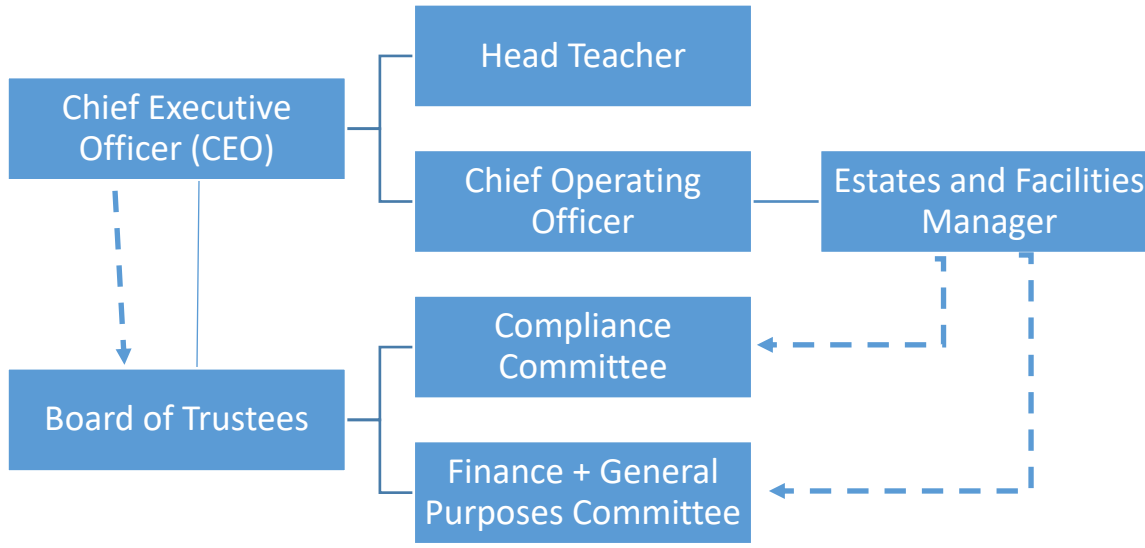 Head Teacher
Chief Executive
Officer (CEO)
Chief Operating
Officer
Estates and Facilities
Manager
Compliance
Committee
Board of Trustees
Finance + General
Purposes Committee